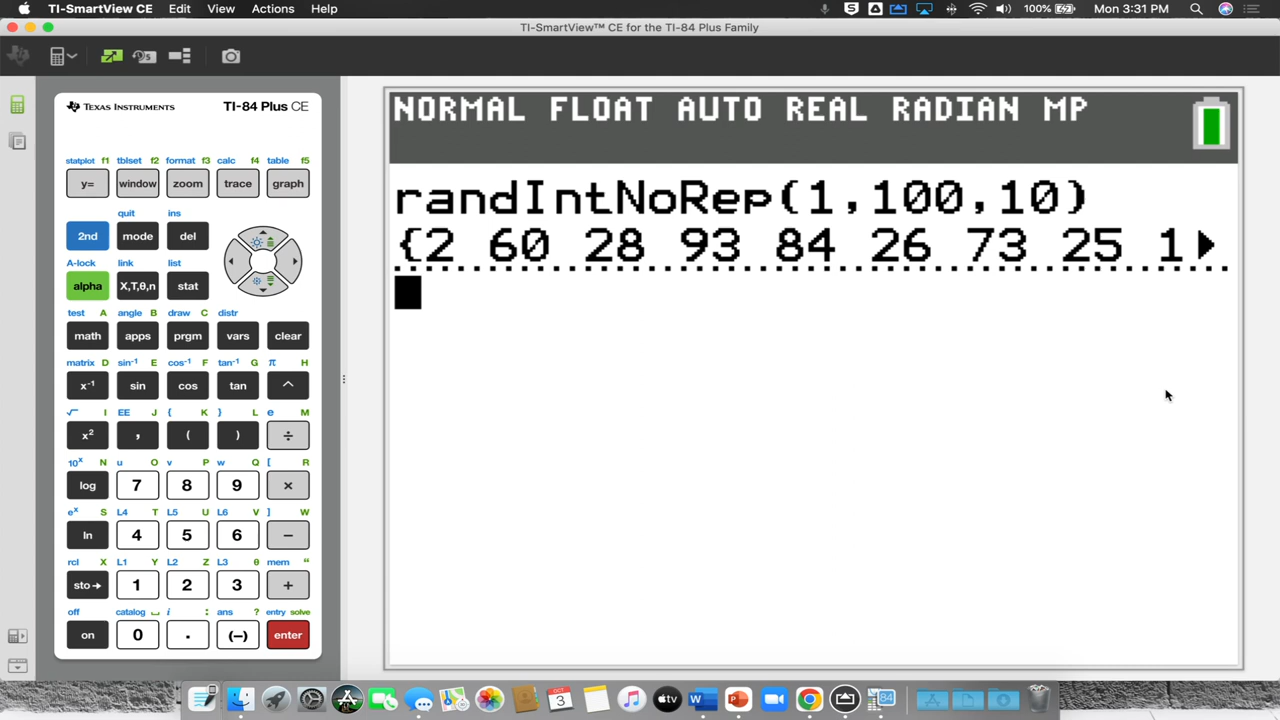 TI-SmartView CE Edit View Actions Help 100% Mon 3:31 PM
TI-SmartView™ CE for the TI-84 Plus Family
TEXAS INSTRUMENTS TI-84 Plus CE
statplot f1 tblset f2 format f3 calc f4 table f5
y= window zoom trace graph
quit ins
2nd mode del
A-lock link list
alpha X,T,θ,n stat
test A angle B draw C distr
math apps prgm vars clear
matrix D sin⁻¹ E cos⁻¹ F tan⁻¹ G π H
x⁻¹ sin cos tan ^
√ I EE J { K } L e M
x² , ( ) ÷
10ˣ N u O v P w Q [ R
log 7 8 9 ×
eˣ S L4 T L5 U L6 V ] W
ln 4 5 6 −
rcl X L1 Y L2 Z L3 θ mem "
sto→ 1 2 3 +
off catalog ⎵ i : ans ? entry solve
on 0 . (−) enter
NORMAL FLOAT AUTO REAL RADIAN MP
randIntNoRep(1,100,10)
{2 60 28 93 84 26 73 25 1▶
OCT
3
tv
W
P
84